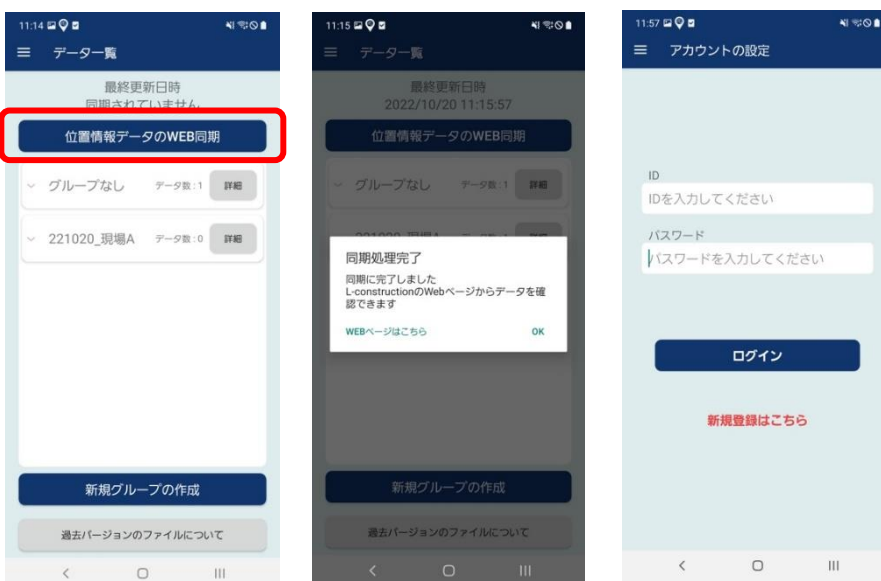 11:14
データ一覧
最終更新日時
同期されていません
位置情報データのWEB同期
グループなし データ数:1 詳細
221020_現場A データ数:0 詳細
新規グループの作成
過去バージョンのファイルについて
11:15
データ一覧
最終更新日時
2022/10/20 11:15:57
位置情報データのWEB同期
グループなし データ数:1 詳細
同期処理完了
同期に完了しました
L-constructionのWebページからデータを確
認できます
WEBページはこちら OK
新規グループの作成
過去バージョンのファイルについて
11:57
アカウントの設定
ID
IDを入力してください
パスワード
パスワードを入力してください
ログイン
新規登録はこちら